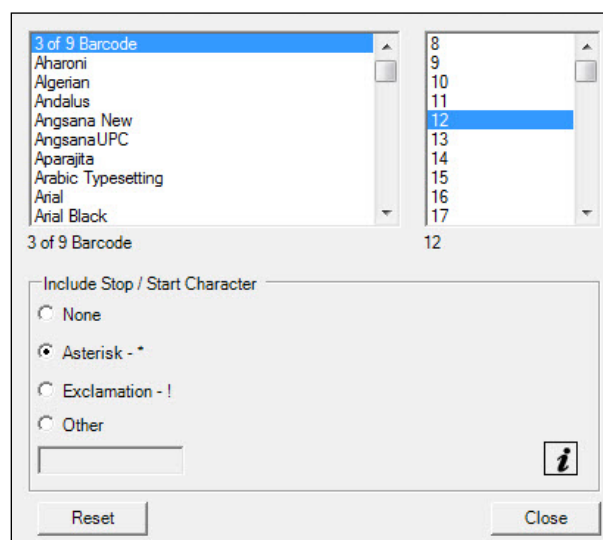 3 of 9 Barcode
Aharoni
Algerian
Andalus
Angsana New
AngsanaUPC
Aparajita
Arabic Typesetting
Arial
Arial Black
8
9
10
11
12
13
14
15
16
17
3 of 9 Barcode
12
Include Stop / Start Character
None
Asterisk - *
Exclamation - !
Other
i
Reset
Close